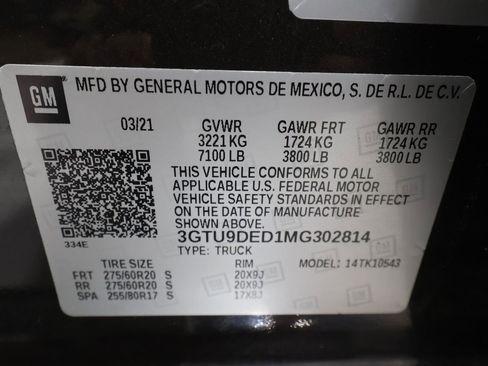 GM
MFD BY GENERAL MOTORS DE MEXICO, S. DE R.L. DE C.V.
03/21 GVWR GAWR FRT GAWR RR
3221 KG 1724 KG 1724 KG
7100 LB 3800 LB 3800 LB
THIS VEHICLE CONFORMS TO ALL
APPLICABLE U.S. FEDERAL MOTOR
VEHICLE SAFETY STANDARDS IN EFFECT
ON THE DATE OF MANUFACTURE
SHOWN ABOVE.
334E
3GTU9DED1MG302814
TYPE: TRUCK
TIRE SIZE RIM MODEL: 14TK10543
FRT 275/60R20 S 20X9J
RR 275/60R20 S 20X9J
SPA 255/80R17 S 17X8J